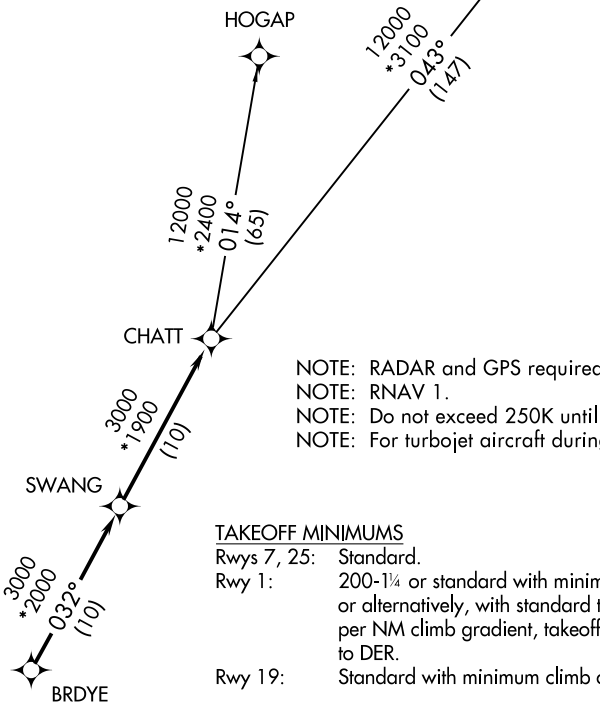 HOGAP
12000
*3100
043°
(147)
12000
*2400
014°
(65)
CHATT
3000
*1900
(10)
NOTE: RADAR and GPS required
NOTE: RNAV 1.
NOTE: Do not exceed 250K until
NOTE: For turbojet aircraft during
SWANG
3000
*2000
032°
(10)
BRDYE
TAKEOFF MINIMUMS
Rwys 7, 25: Standard.
Rwy 1: 200-1¼ or standard with minim
or alternatively, with standard t
per NM climb gradient, takeoff
to DER.
Rwy 19: Standard with minimum climb